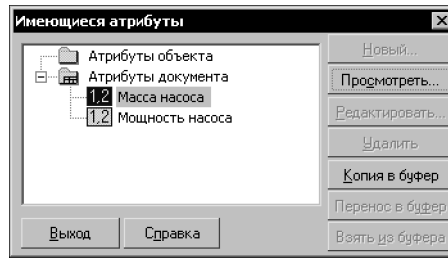 Имеющиеся атрибуты
Атрибуты объекта
Атрибуты документа
1,2 Масса насоса
1,2 Мощность насоса
Новый...
Просмотреть...
Редактировать...
Удалить
Копия в буфер
Перенос в буфер
Взять из буфера
Выход
Справка